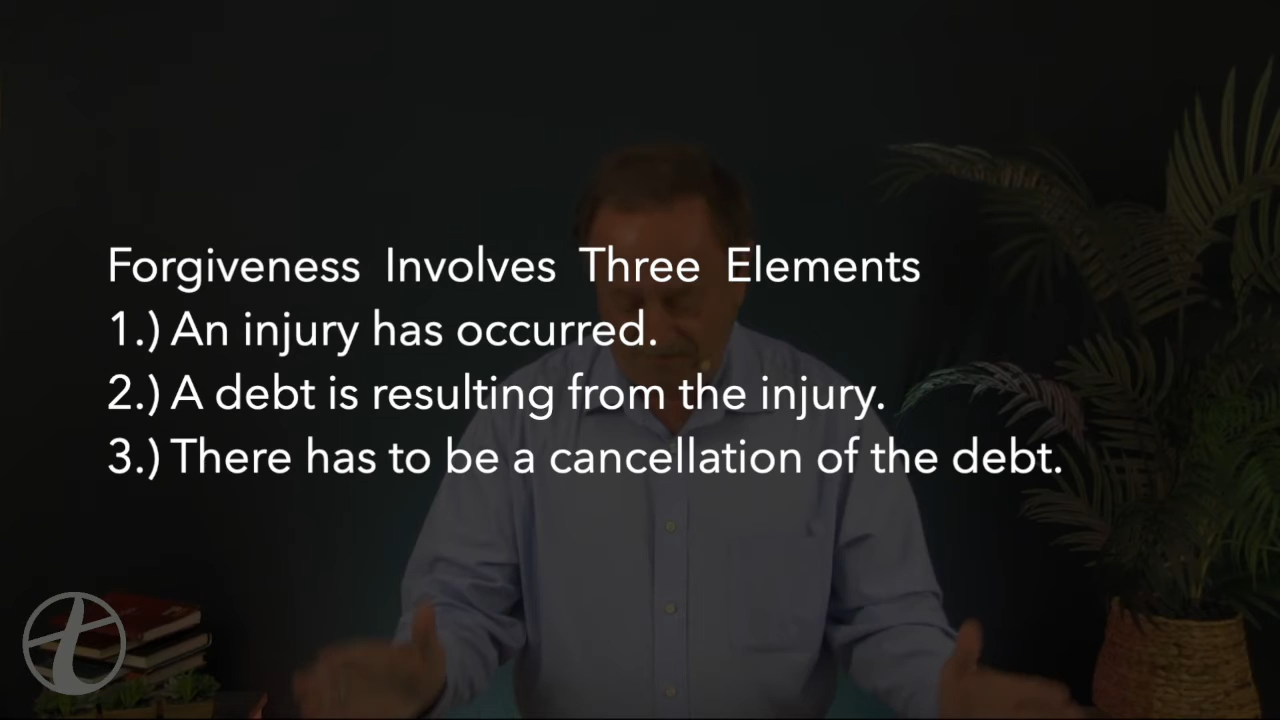 Forgiveness Involves Three Elements
1.) An injury has occurred.
2.) A debt is resulting from the injury.
3.) There has to be a cancellation of the debt.